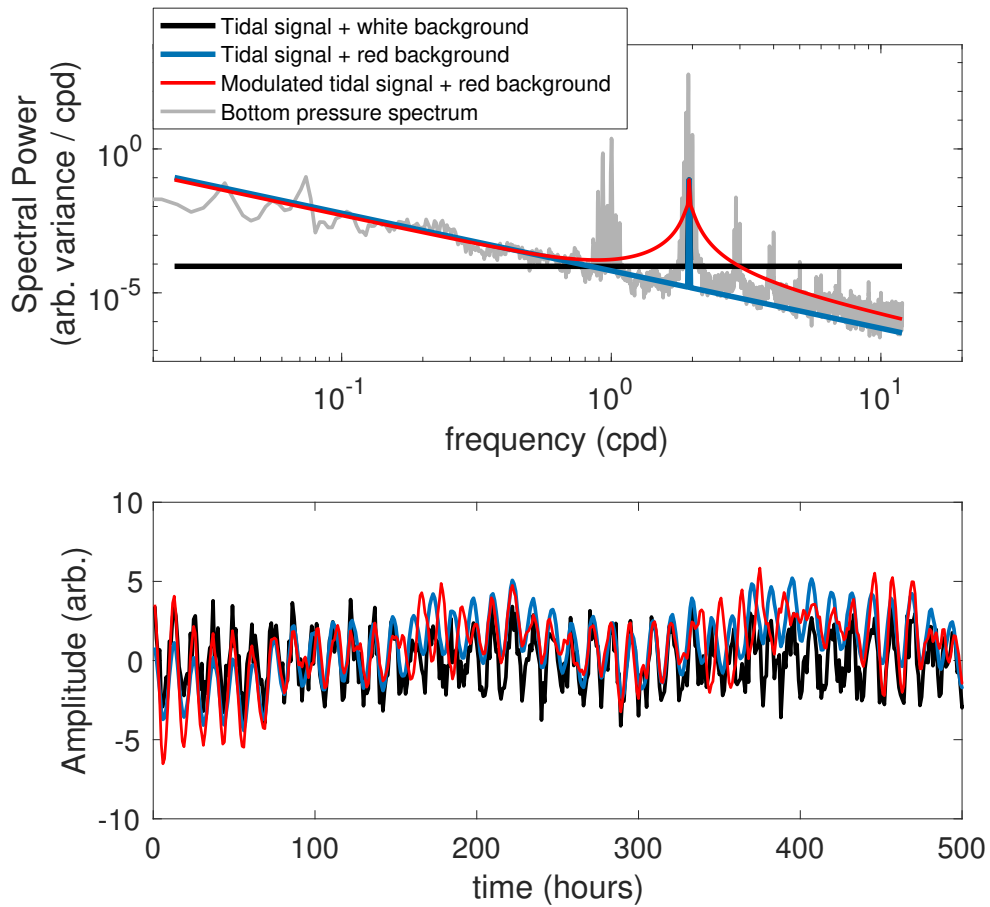 Tidal signal + white background
Tidal signal + red background
Modulated tidal signal + red background
Bottom pressure spectrum
Spectral Power
(arb. variance / cpd)
10^0
10^-5
10^-1
10^0
10^1
frequency (cpd)
Amplitude (arb.)
10
5
0
-5
-10
0
100
200
300
400
500
time (hours)